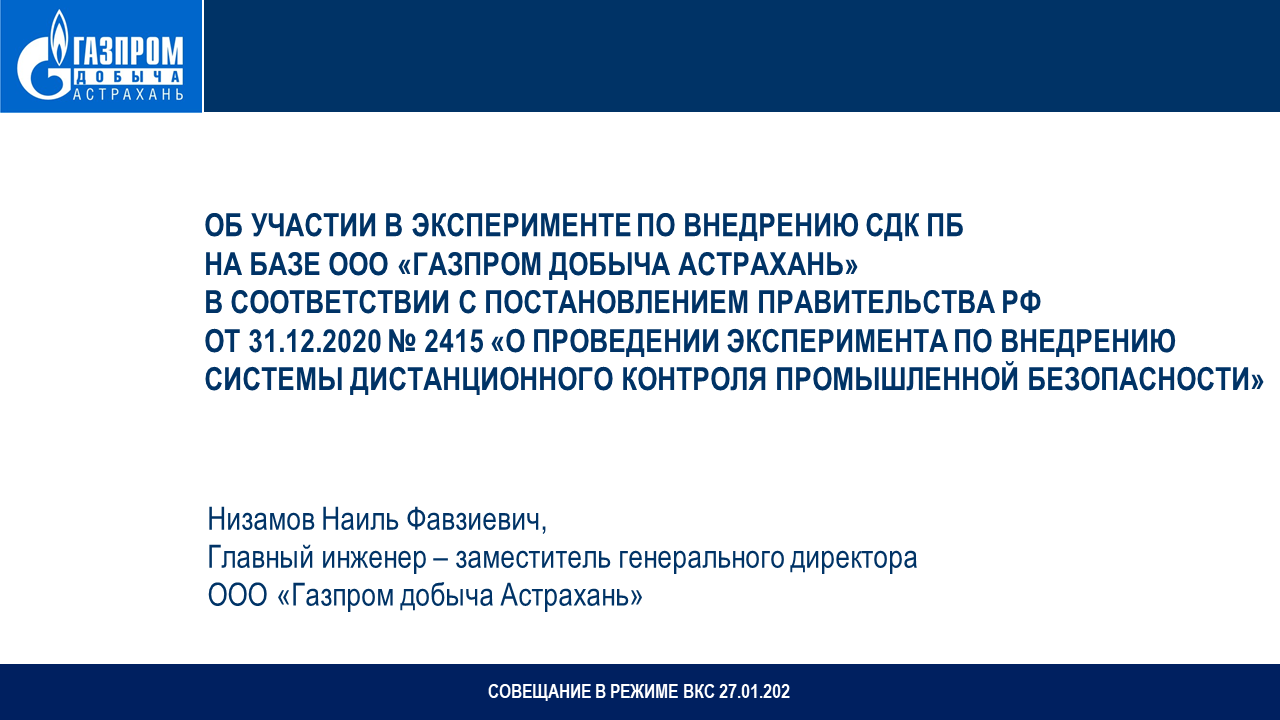 ГАЗПРОМ
ДОБЫЧА
АСТРАХАНЬ
ОБ УЧАСТИИ В ЭКСПЕРИМЕНТЕ ПО ВНЕДРЕНИЮ СДК ПБ
НА БАЗЕ ООО «ГАЗПРОМ ДОБЫЧА АСТРАХАНЬ»
В СООТВЕТСТВИИ С ПОСТАНОВЛЕНИЕМ ПРАВИТЕЛЬСТВА РФ
ОТ 31.12.2020 № 2415 «О ПРОВЕДЕНИИ ЭКСПЕРИМЕНТА ПО ВНЕДРЕНИЮ
СИСТЕМЫ ДИСТАНЦИОННОГО КОНТРОЛЯ ПРОМЫШЛЕННОЙ БЕЗОПАСНОСТИ»
Низамов Наиль Фавзиевич,
Главный инженер – заместитель генерального директора
ООО «Газпром добыча Астрахань»
СОВЕЩАНИЕ В РЕЖИМЕ ВКС 27.01.202